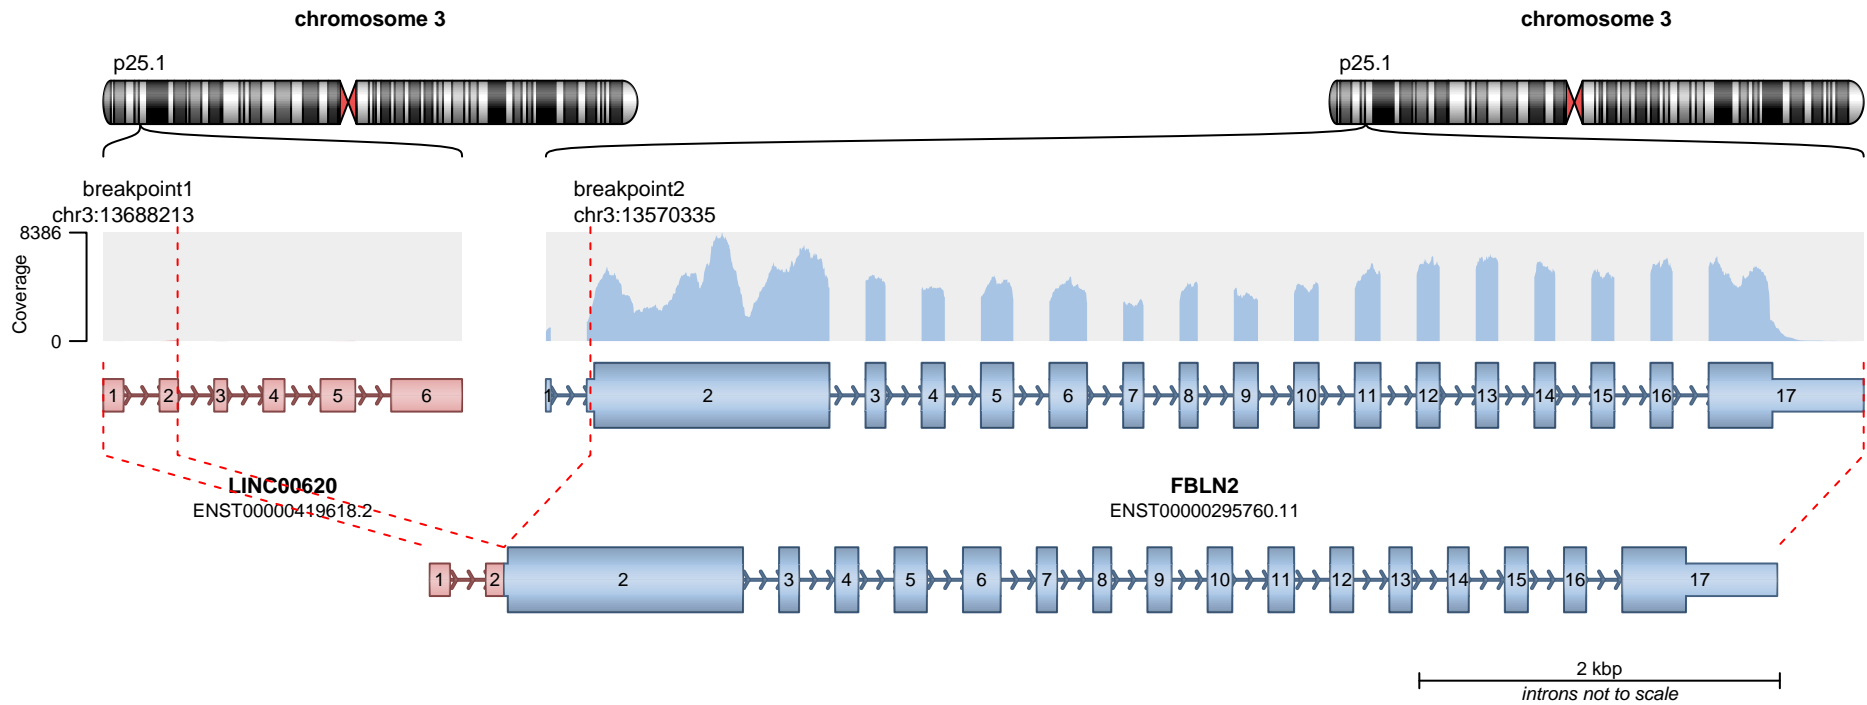 chromosome 3
chromosome 3
p25.1
p25.1
breakpoint1
chr3:13688213
breakpoint2
chr3:13570335
8386
0
Coverage
1 2 3 4 5 6
1 2 3 4 5 6 7 8 9 10 11 12 13 14 15 16 17
LINC00620
ENST00000419618.2
FBLN2
ENST00000295760.11
1 2 2 3 4 5 6 7 8 9 10 11 12 13 14 15 16 17
2 kbp
introns not to scale